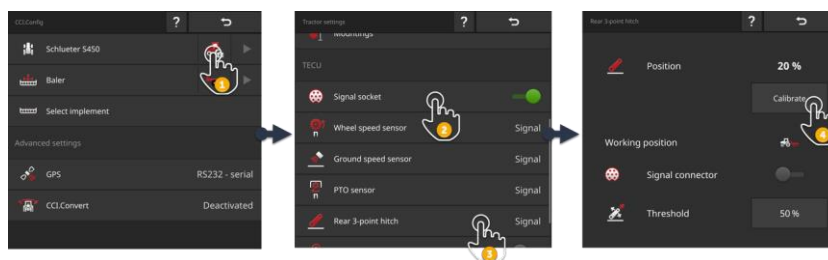 CCI.Config
?
Schlueter S450
1
Baler
Select implement
Advanced settings
GPS
RS232 - serial
CCI.Convert
Deactivated
Tractor settings
?
Mountings
TECU
Signal socket
2
n
Wheel speed sensor
Signal
Ground speed sensor
Signal
n
PTO sensor
Signal
Rear 3-point hitch
Signal
3
Rear 3-point hitch
?
Position
20 %
Calibrate
4
Working position
Signal connector
Threshold
50 %